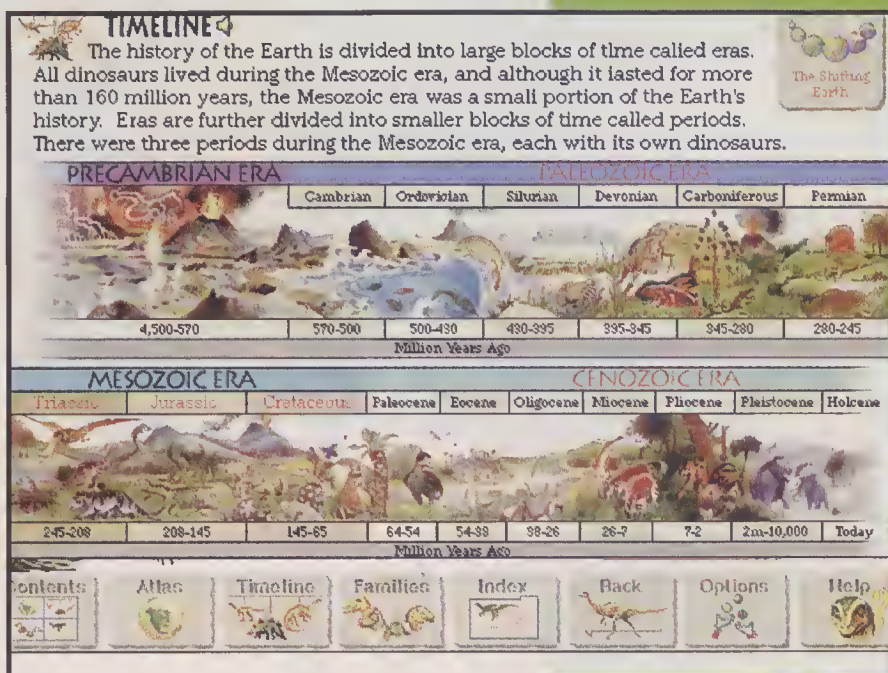 TIMELINE
The history of the Earth is divided into large blocks of time called eras.
All dinosaurs lived during the Mesozoic era, and although it lasted for more
than 160 million years, the Mesozoic era was a small portion of the Earth's
history. Eras are further divided into smaller blocks of time called periods.
There were three periods during the Mesozoic era, each with its own dinosaurs.
The Shifting
Earth
PRECAMBRIAN ERA PALEOZOIC ERA
Cambrian Ordovician Silurian Devonian Carboniferous Permian
4,500-570 570-500 500-430 430-395 395-345 345-280 280-245
Million Years Ago
MESOZOIC ERA CENOZOIC ERA
Triassic Jurassic Cretaceous Paleocene Eocene Oligocene Miocene Pliocene Pleistocene Holcene
245-208 208-145 145-65 64-54 54-38 38-26 26-7 7-2 2m-10,000 Today
Million Years Ago
ontents Atlas Timeline Families Index Back Options Help